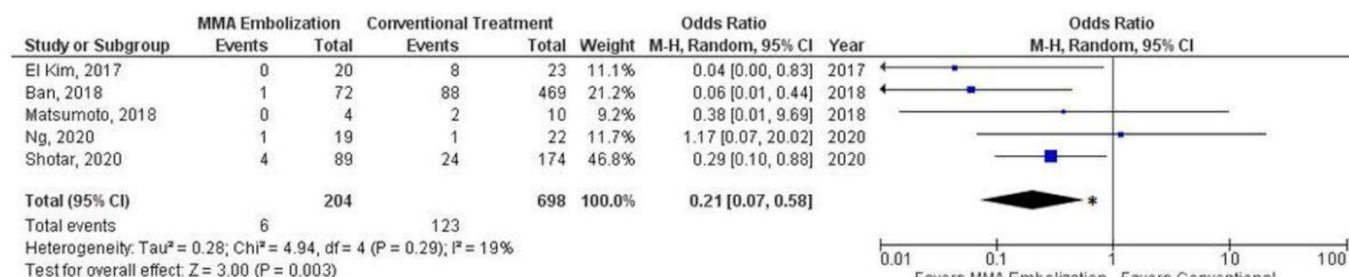 MMA Embolization Conventional Treatment Odds Ratio Odds Ratio
Study or Subgroup Events Total Events Total Weight M-H, Random, 95% CI Year M-H, Random, 95% CI
El Kim, 2017 0 20 8 23 11.1% 0.04 [0.00, 0.83] 2017
Ban, 2018 1 72 88 469 21.2% 0.06 [0.01, 0.44] 2018
Matsumoto, 2018 0 4 2 10 9.2% 0.38 [0.01, 9.69] 2018
Ng, 2020 1 19 1 22 11.7% 1.17 [0.07, 20.02] 2020
Shotar, 2020 4 89 24 174 46.8% 0.29 [0.10, 0.88] 2020
Total (95% CI) 204 698 100.0% 0.21 [0.07, 0.58] *
Total events 6 123
Heterogeneity: Tau² = 0.28; Chi² = 4.94, df = 4 (P = 0.29); I² = 19%
Test for overall effect: Z = 3.00 (P = 0.003)
0.01 0.1 1 10 100
Favors MMA Embolization Favors Conventional